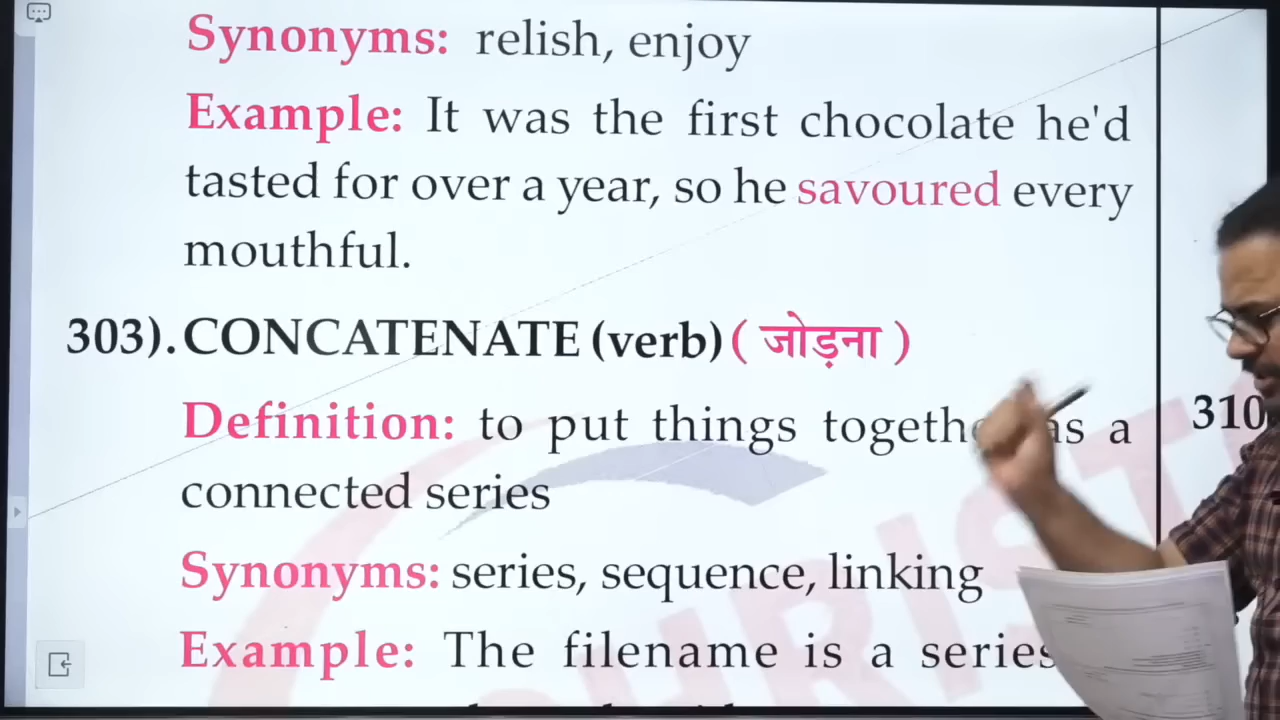 Synonyms: relish, enjoy
Example: It was the first chocolate he'd
tasted for over a year, so he savoured every
mouthful.
303). CONCATENATE (verb) ( जोड़ना )
Definition: to put things as a
connected series
Synonyms: series, sequence, linking
Example: The filename is a series
310